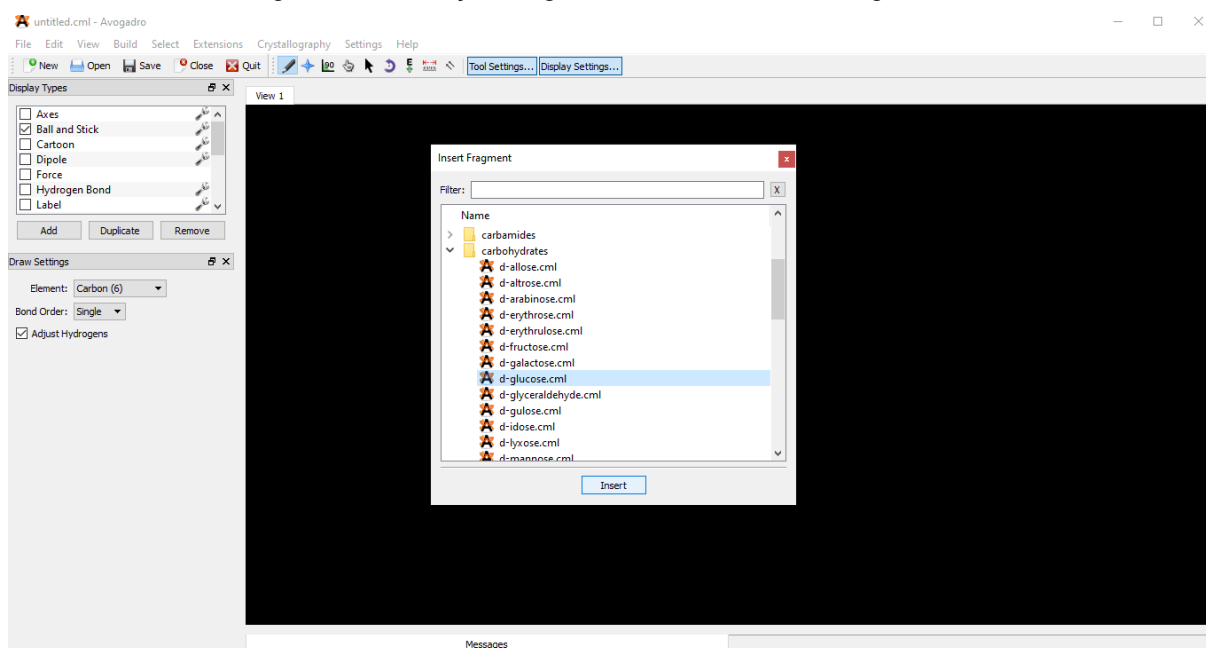 untitled.cml - Avogadro
File Edit View Build Select Extensions Crystallography Settings Help
New Open Save Close Quit Tool Settings... Display Settings...
Display Types
View 1
Axes
Ball and Stick
Cartoon
Dipole
Force
Hydrogen Bond
Label
Add Duplicate Remove
Draw Settings
Element: Carbon (6)
Bond Order: Single
Adjust Hydrogens
Insert Fragment
x
Filter:
X
Name
carbamides
carbohydrates
d-allose.cml
d-altrose.cml
d-arabinose.cml
d-erythrose.cml
d-erythrulose.cml
d-fructose.cml
d-galactose.cml
d-glucose.cml
d-glyceraldehyde.cml
d-gulose.cml
d-idose.cml
d-lyxose.cml
d-mannose.cml
Insert
Messages